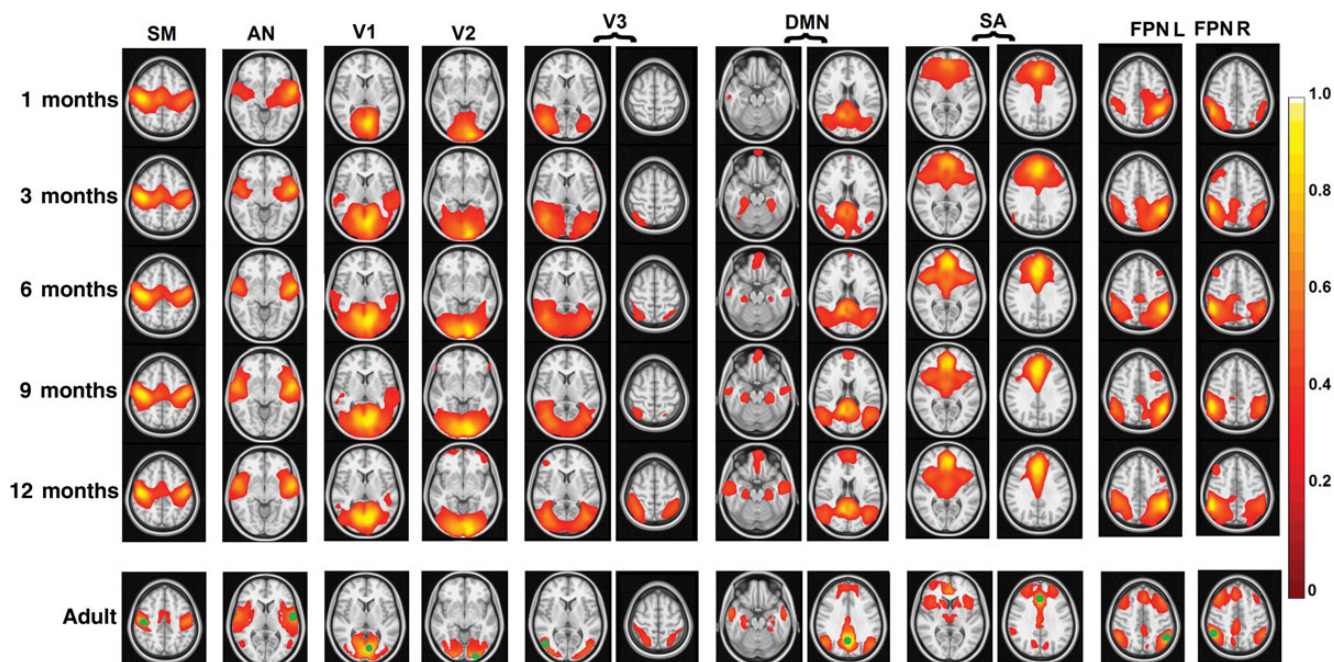 SM AN V1 V2 V3 DMN SA FPN L FPN R
1 months
3 months
6 months
9 months
12 months
Adult
1.0
0.8
0.6
0.4
0.2
0